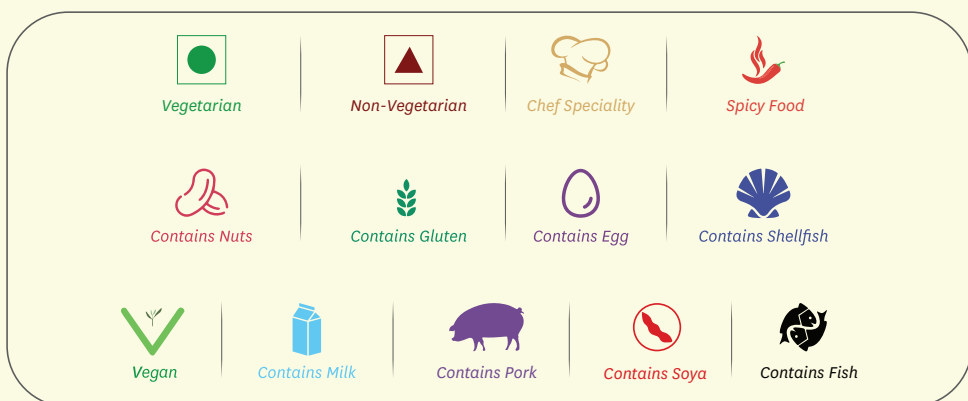 Vegetarian
Non-Vegetarian
Chef Speciality
Spicy Food
Contains Nuts
Contains Gluten
Contains Egg
Contains Shellfish
Vegan
Contains Milk
Contains Pork
Contains Soya
Contains Fish